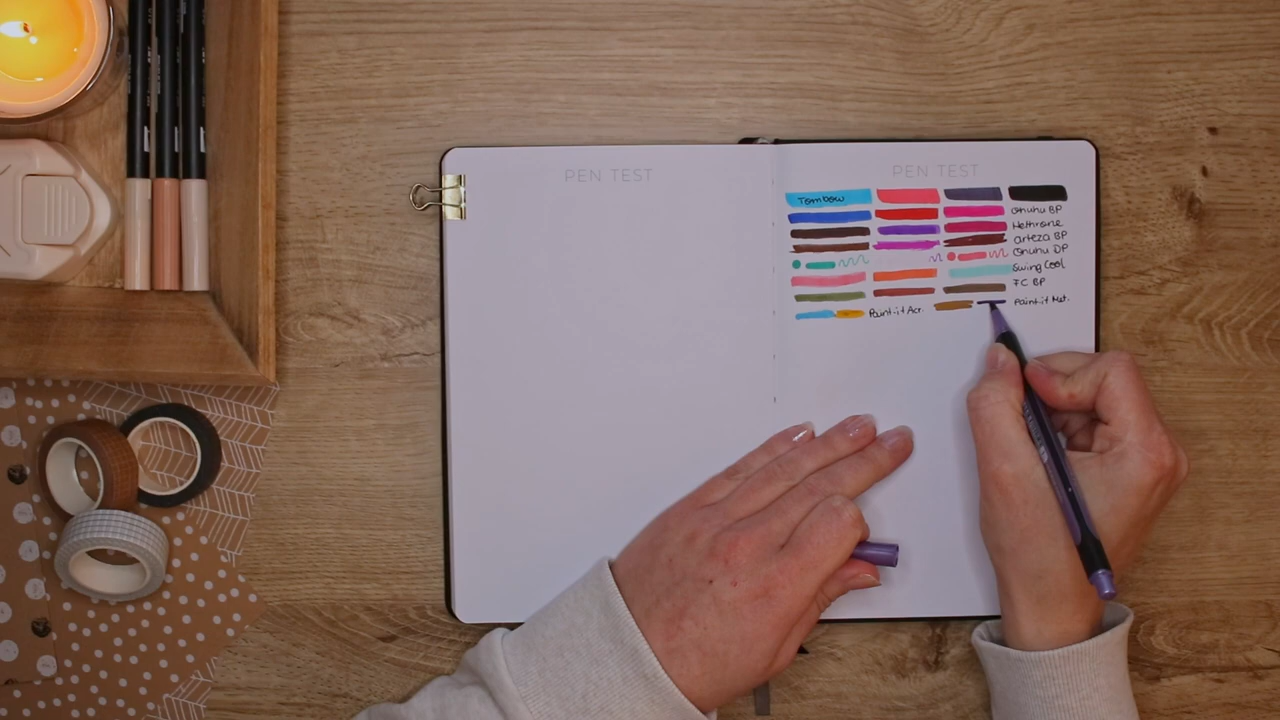 PEN TEST
PEN TEST
Tombow
Ohuhu BP
Nethrone
arteza BP
Ohuhu DP
Swing Cool
FC BP
Paint-it Acr.
Paint-it Met.